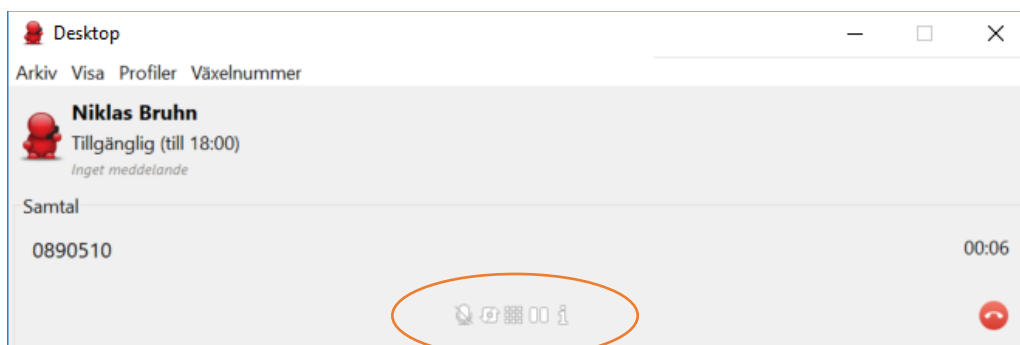 Desktop
Arkiv Visa Profiler Växelnummer
Niklas Bruhn
Tillgänglig (till 18:00)
Inget meddelande
Samtal
0890510 00:06